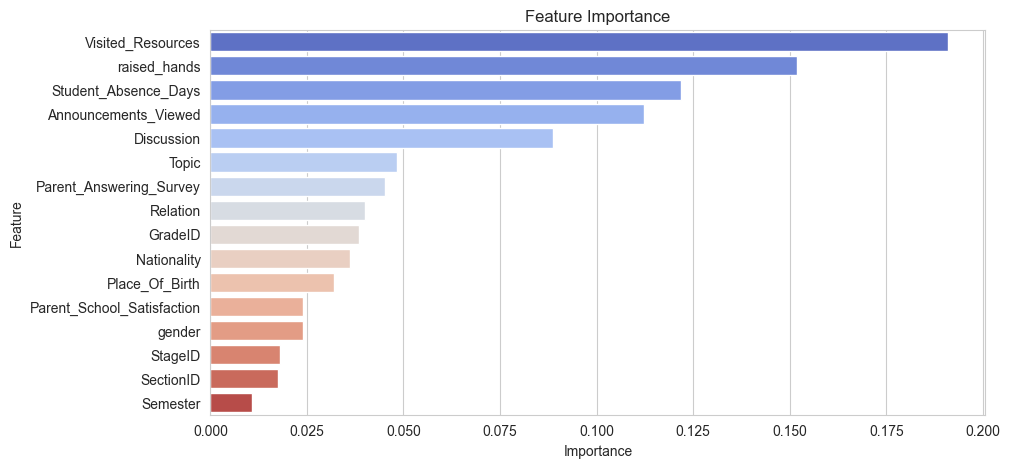 Feature Importance
Visited_Resources
raised_hands
Student_Absence_Days
Announcements_Viewed
Discussion
Topic
Parent_Answering_Survey
Relation
GradeID
Nationality
Place_Of_Birth
Parent_School_Satisfaction
gender
StageID
SectionID
Semester
Feature
0.000 0.025 0.050 0.075 0.100 0.125 0.150 0.175 0.200
Importance